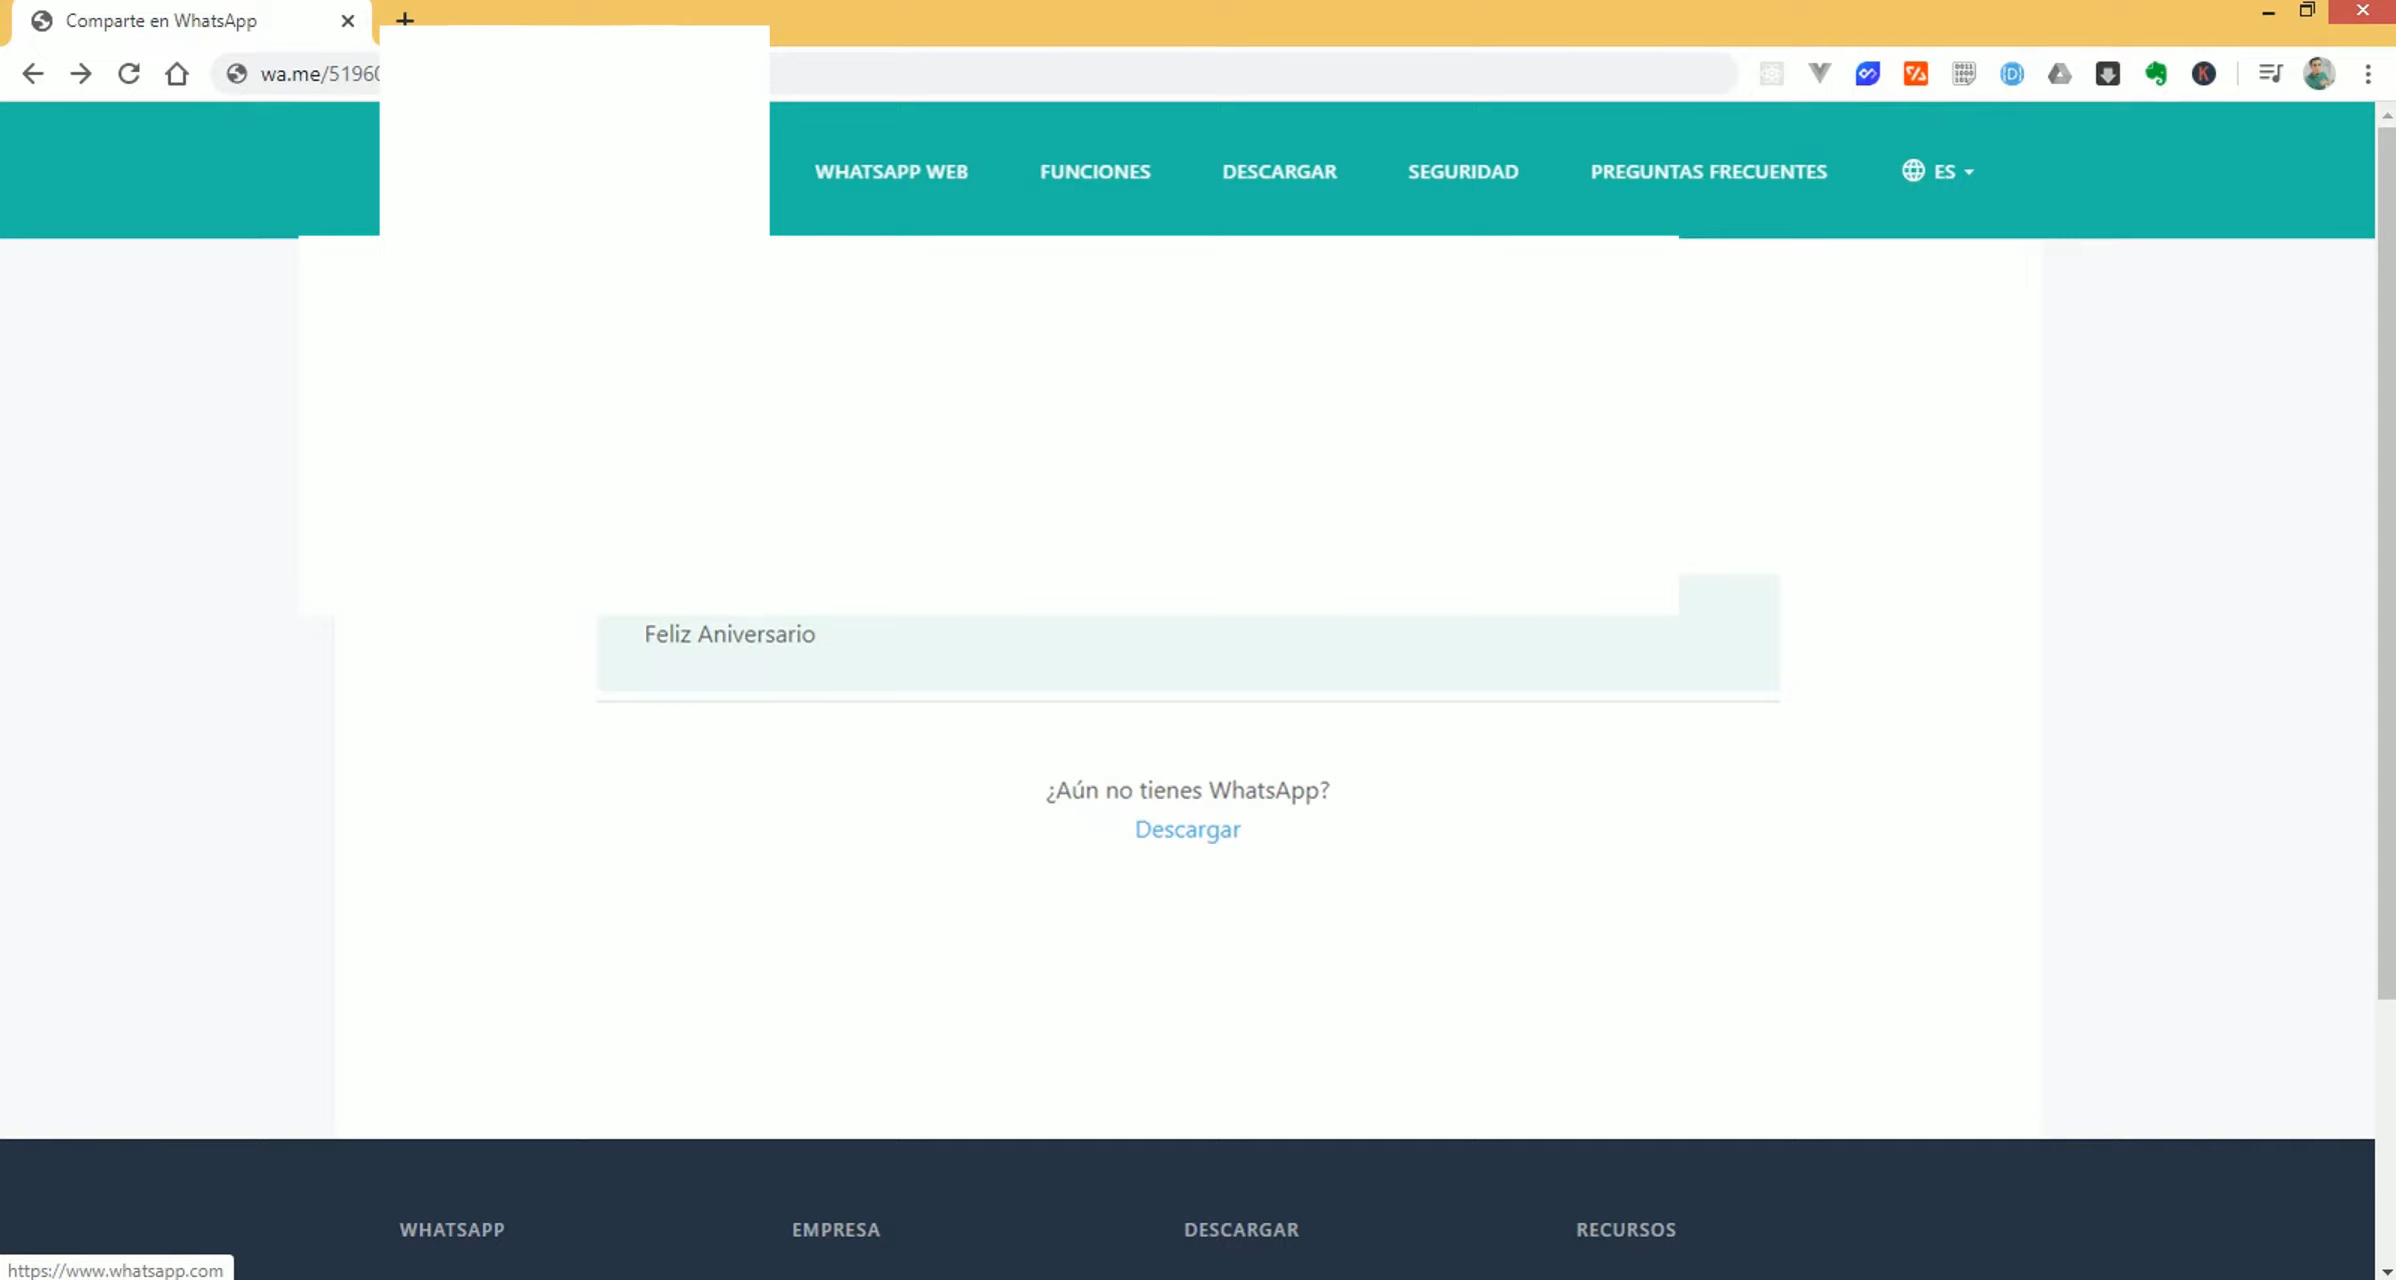 Comparte en WhatsApp
wa.me/5196
WHATSAPP WEB
FUNCIONES
DESCARGAR
SEGURIDAD
PREGUNTAS FRECUENTES
ES
Feliz Aniversario
¿Aún no tienes WhatsApp?
Descargar
WHATSAPP
EMPRESA
DESCARGAR
RECURSOS
https://www.whatsapp.com